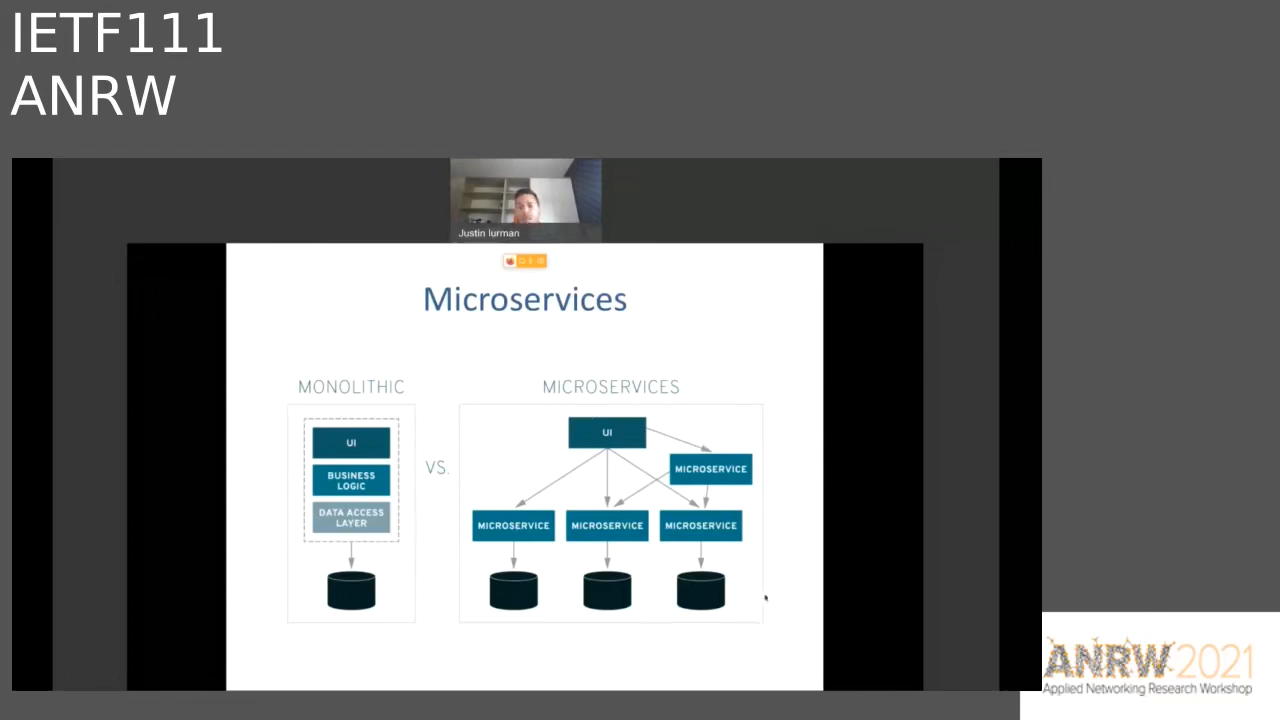 IETF111
ANRW
Justin Iurman
Microservices
MONOLITHIC
MICROSERVICES
UI
BUSINESS
LOGIC
DATA ACCESS
LAYER
VS.
UI
MICROSERVICE
MICROSERVICE
MICROSERVICE
MICROSERVICE
ANRW2021
Applied Networking Research Workshop